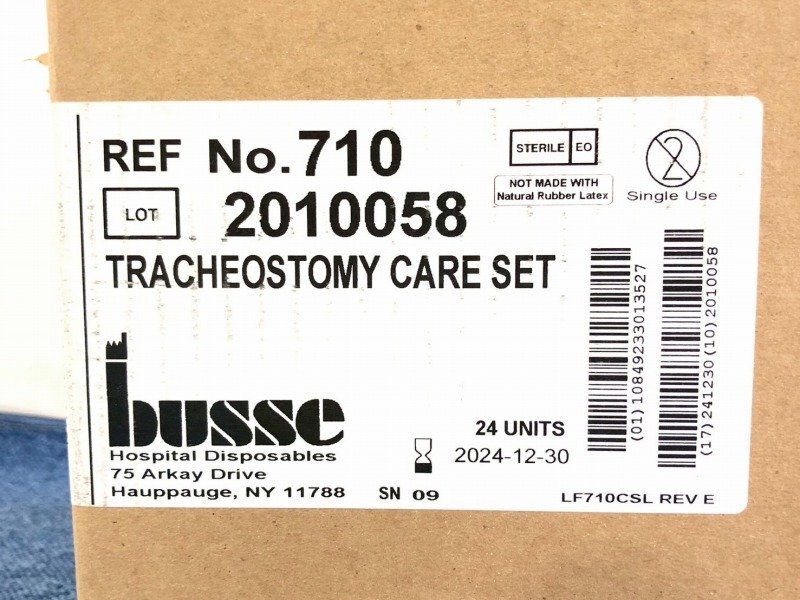 REF No. 710
LOT 2010058
TRACHEOSTOMY CARE SET
STERILE EO
NOT MADE WITH
Natural Rubber Latex
2
Single Use
busse
Hospital Disposables
75 Arkay Drive
Hauppauge, NY 11788
SN 09
24 UNITS
2024-12-30
(01)10849233013527
(17)241230(10)2010058
LF710CSL REV E